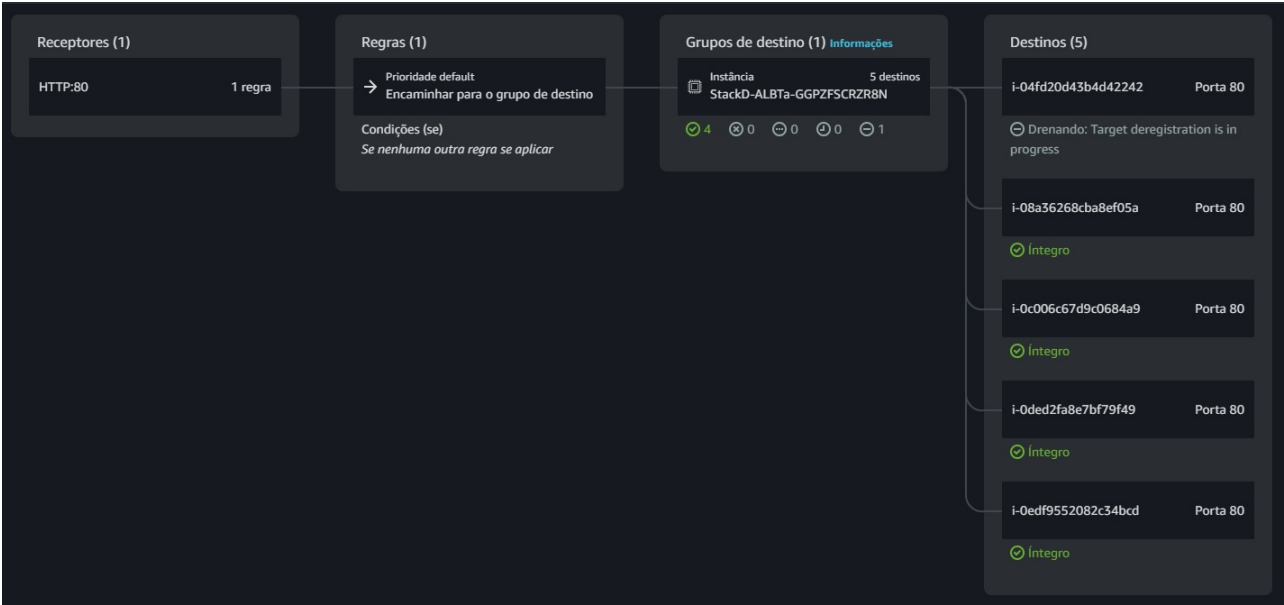 Receptores (1)
HTTP:80 1 regra
Regras (1)
Prioridade default
Encaminhar para o grupo de destino
Condições (se)
Se nenhuma outra regra se aplicar
Grupos de destino (1) Informações
Instância 5 destinos
StackD-ALBTa-GGPZFSCRZR8N
4 0 0 0 1
Destinos (5)
i-04fd20d43b4d42242 Porta 80
Drenando: Target deregistration is in
progress
i-08a36268cba8ef05a Porta 80
Íntegro
i-0c006c67d9c0684a9 Porta 80
Íntegro
i-0ded2fa8e7bf79f49 Porta 80
Íntegro
i-0edf9552082c34bcd Porta 80
Íntegro